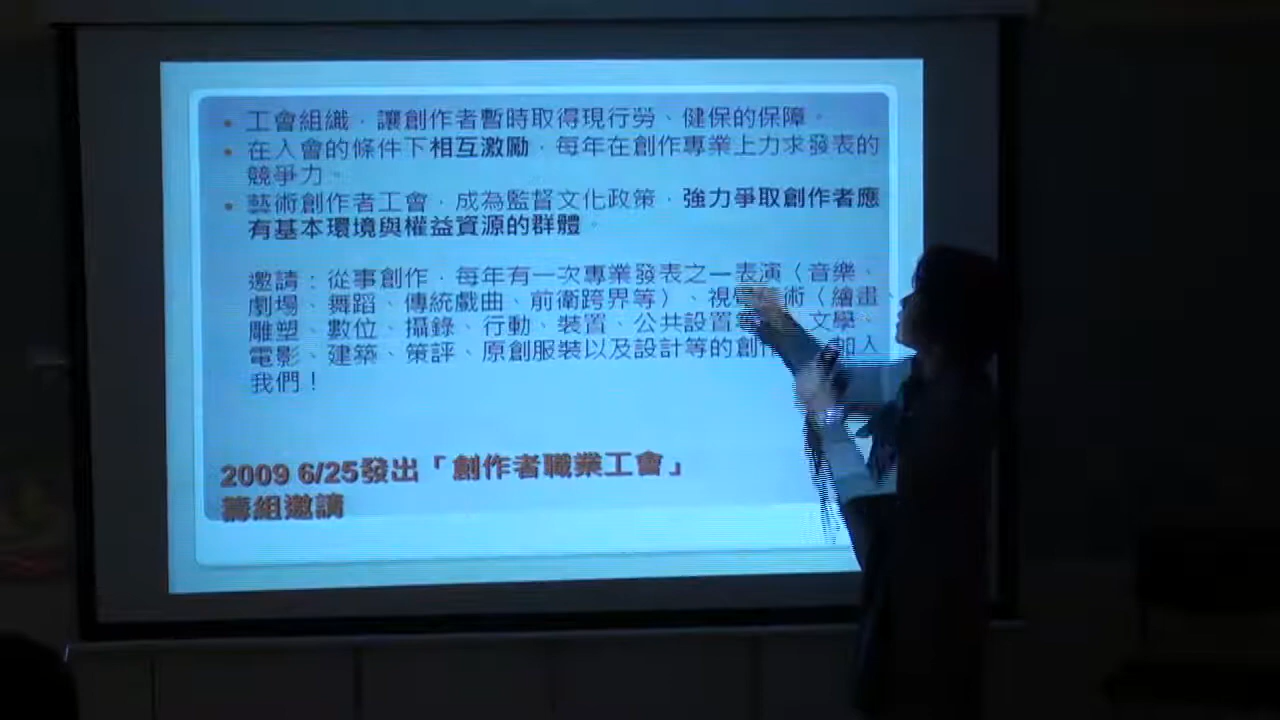 • 工會組織，讓創作者暫時取得現行勞、健保的保障。
• 在入會的條件下相互激勵，每年在創作專業上力求發表的
競爭力。
• 藝術創作者工會，成為監督文化政策，強力爭取創作者應
有基本環境與權益資源的群體。
邀請：從事創作，每年有一次專業發表之一表演（音樂、
劇場、舞蹈、傳統戲曲、前衛跨界等）、視 術（繪畫、
雕塑、數位、攝錄、行動、裝置、公共設置 文學、
電影、建築、策評、原創服裝以及設計等的創作 加入
我們！
2009 6/25發出「創作者職業工會」
籌組邀請